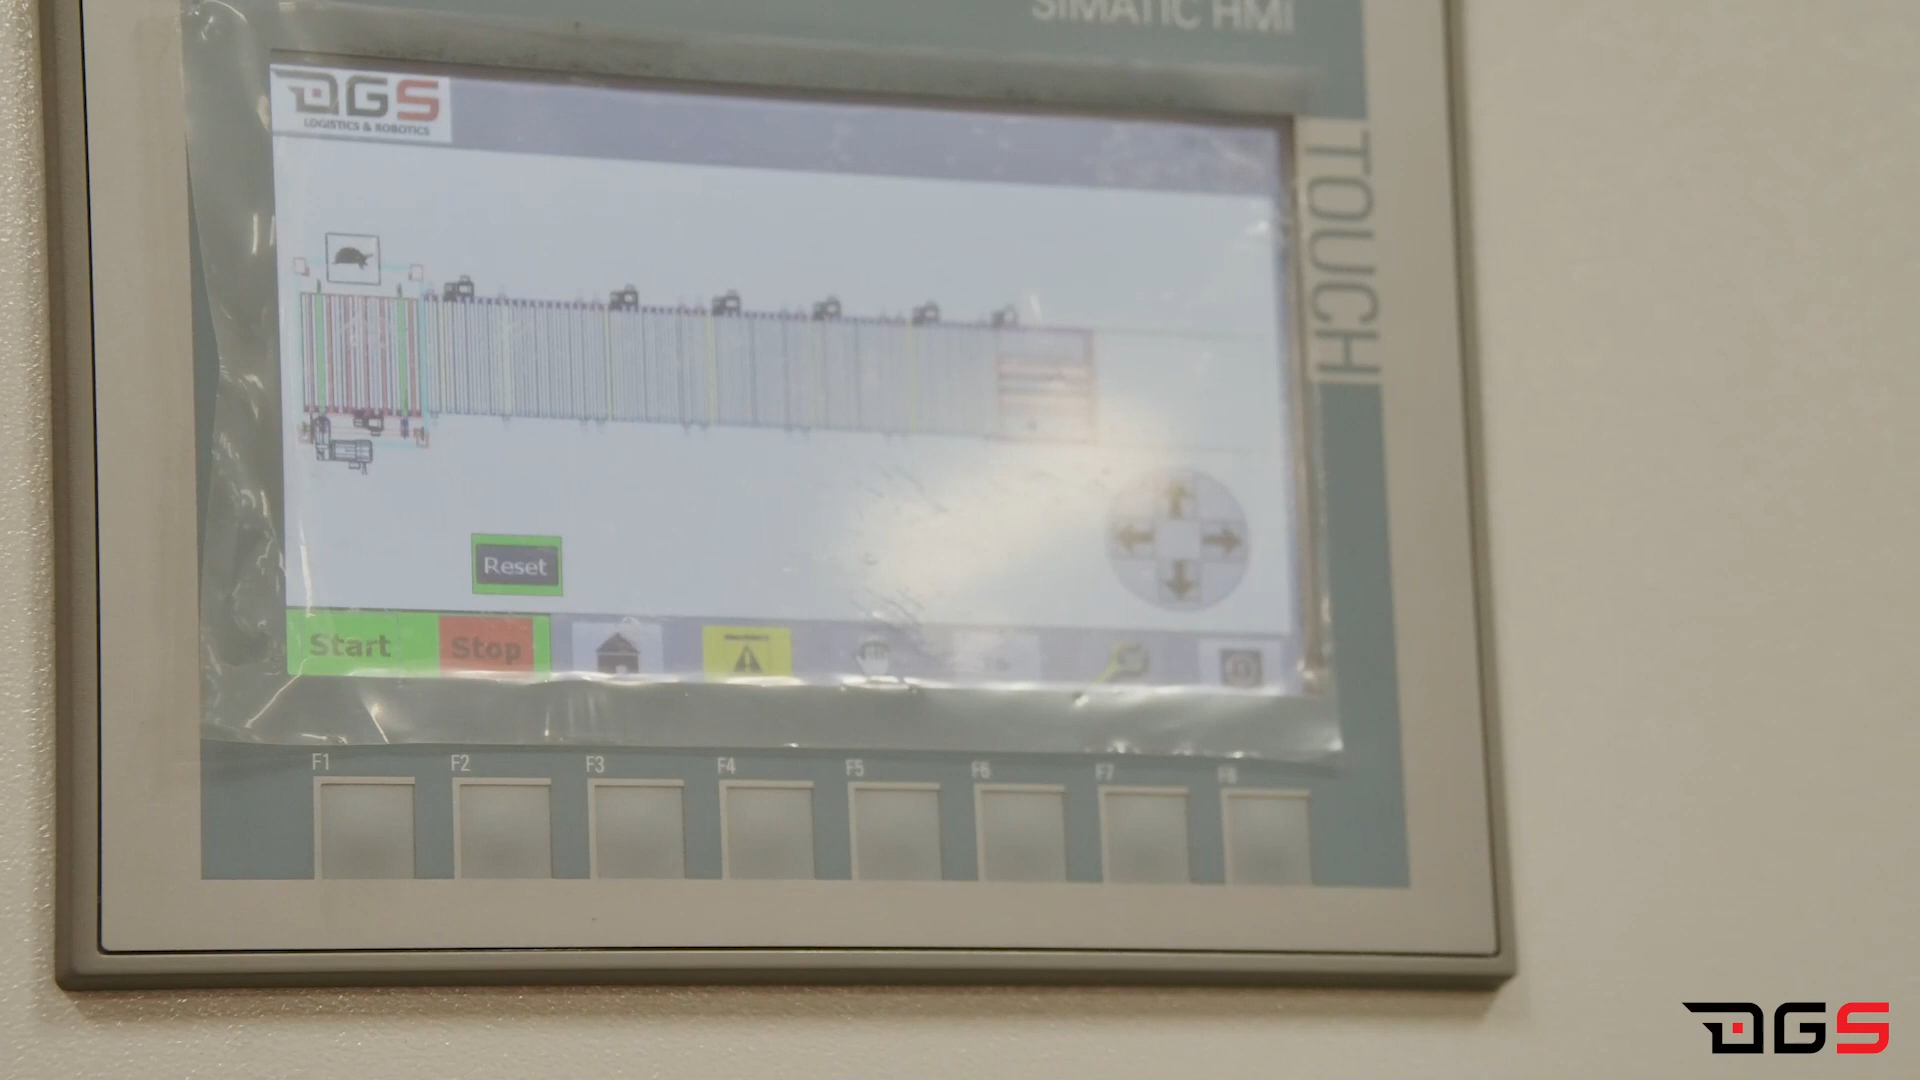 SIMATIC HMI
TOUCH
DGS
LOGISTICS & ROBOTICS
Reset
Start
Stop
F1
F2
F3
F4
F5
F6
F7
F8
DGS